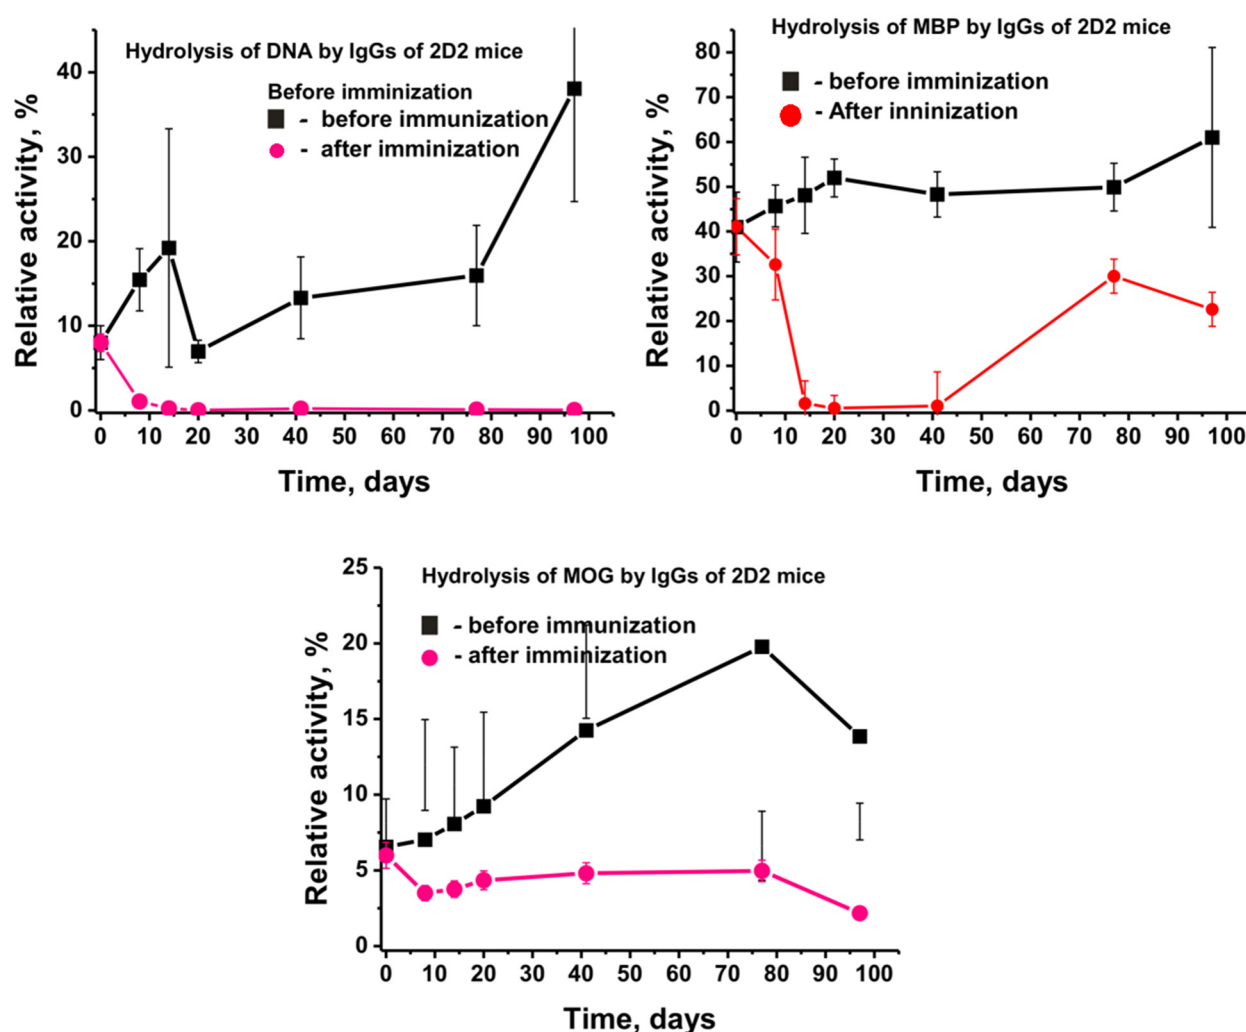 Hydrolysis of DNA by IgGs of 2D2 mice
Before imminization
- before immunization
- after imminization
Relative activity, %
40
30
20
10
0
0 10 20 30 40 50 60 70 80 90 100
Time, days
Hydrolysis of MBP by IgGs of 2D2 mice
- before imminization
- After inninization
Relative activity, %
80
70
60
50
40
30
20
10
0
0 10 20 30 40 50 60 70 80 90 100
Time, days
Hydrolysis of MOG by IgGs of 2D2 mice
- before immunization
- after imminization
Relative activity, %
25
20
15
10
5
0
0 10 20 30 40 50 60 70 80 90 100
Time, days